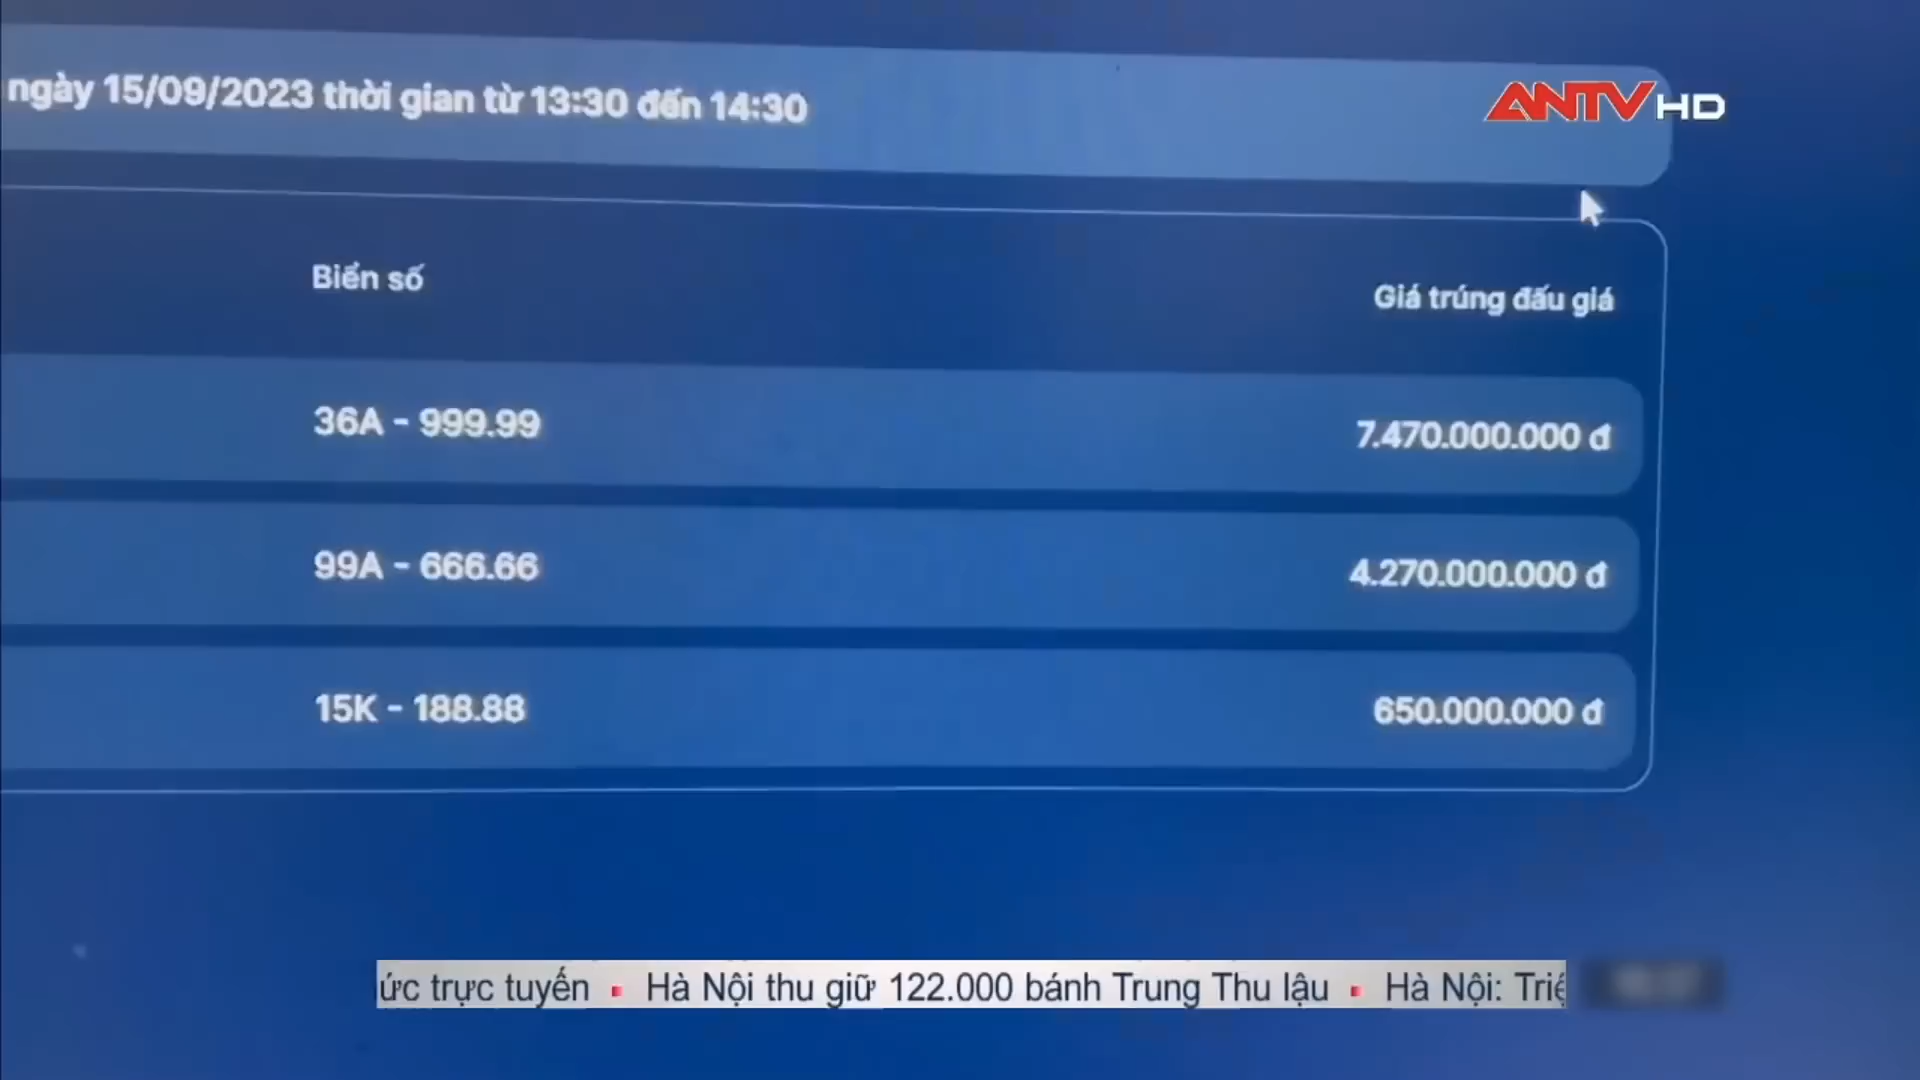 ngày 15/09/2023 thời gian từ 13:30 đến 14:30
ANTV HD
Biển số
Giá trúng đấu giá
36A - 999.99
7.470.000.000 đ
99A - 666.66
4.270.000.000 đ
15K - 188.88
650.000.000 đ
ức trực tuyến ▪ Hà Nội thu giữ 122.000 bánh Trung Thu lậu ▪ Hà Nội: